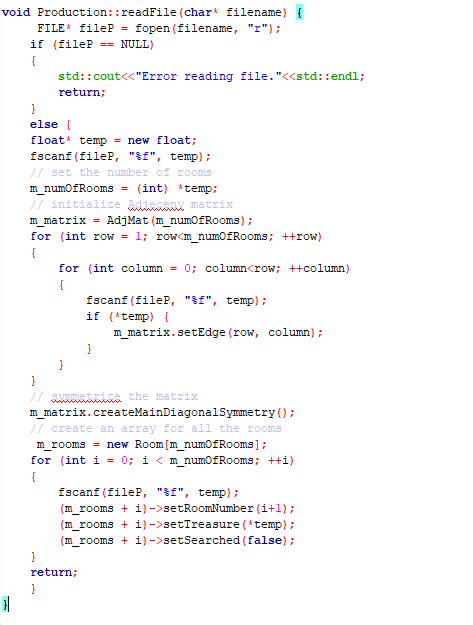 void Production::readFile(char* filename) {
FILE* fileP = fopen(filename, "r");
if (fileP == NULL)
{
std::cout<<"Error reading file."<<std::endl;
return;
}
else {
float* temp = new float;
fscanf(fileP, "%f", temp);
// set the number of rooms
m_numOfRooms = (int) *temp;
// initialize Adjeceny matrix
m_matrix = AdjMat(m_numOfRooms);
for (int row = 1; row<m_numOfRooms; ++row)
{
for (int column = 0; column<row; ++column)
{
fscanf(fileP, "%f", temp);
if (*temp) {
m_matrix.setEdge(row, column);
}
}
}
// symmetrize the matrix
m_matrix.createMainDiagonalSymmetry();
// create an array for all the rooms
m_rooms = new Room[m_numOfRooms];
for (int i = 0; i < m_numOfRooms; ++i)
{
fscanf(fileP, "%f", temp);
(m_rooms + i)->setRoomNumber(i+1);
(m_rooms + i)->setTreasure(*temp);
(m_rooms + i)->setSearched(false);
}
return;
}
}